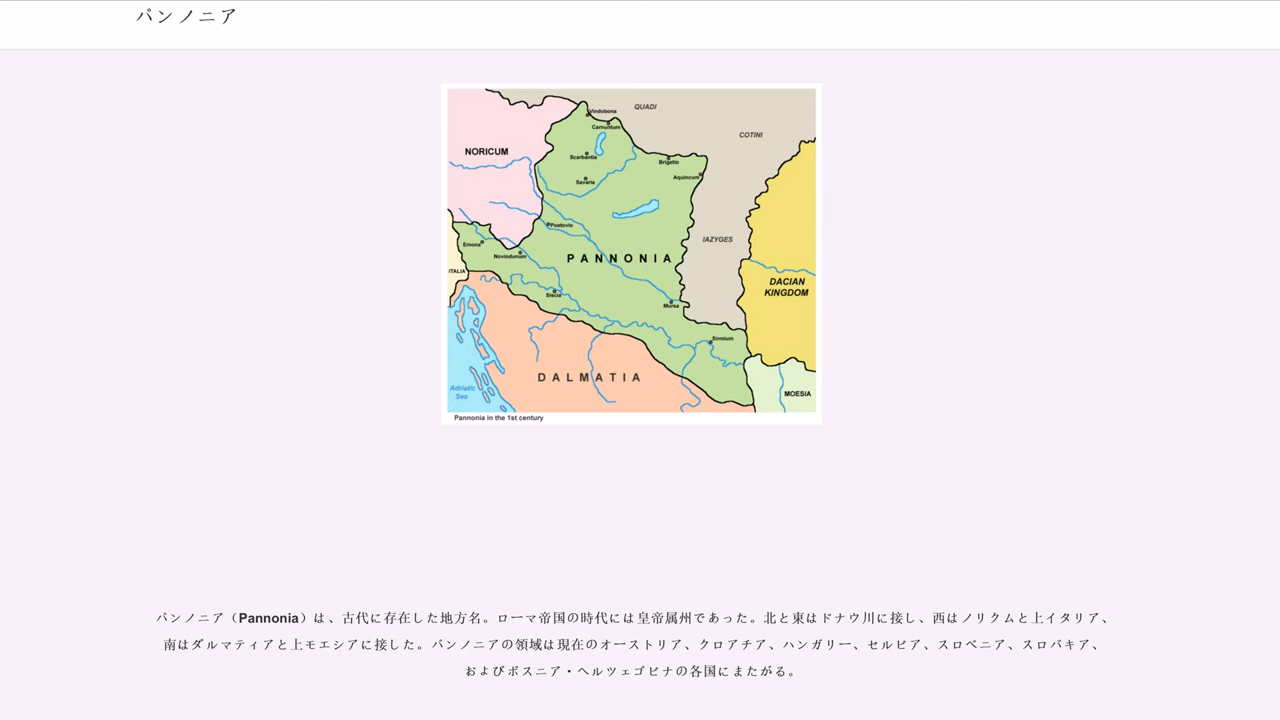 パンノニア
QUADI
Vindobona
Carnuntum
COTINI
NORICUM
Scarbantia
Brigetio
Aquincum
Savaria
Poetovio
Emona
IAZYGES
Noviodunum
PANNONIA
ITALIA
DACIAN
KINGDOM
Siscia
Mursa
Sirmium
DALMATIA
Adriatic
Sea
MOESIA
Pannonia in the 1st century
パンノニア（Pannonia）は、古代に存在した地方名。ローマ帝国の時代には皇帝属州であった。北と東はドナウ川に接し、西はノリクムと上イタリア、
南はダルマティアと上モエシアに接した。パンノニアの領域は現在のオーストリア、クロアチア、ハンガリー、セルビア、スロベニア、スロバキア、
およびボスニア・ヘルツェゴビナの各国にまたがる。